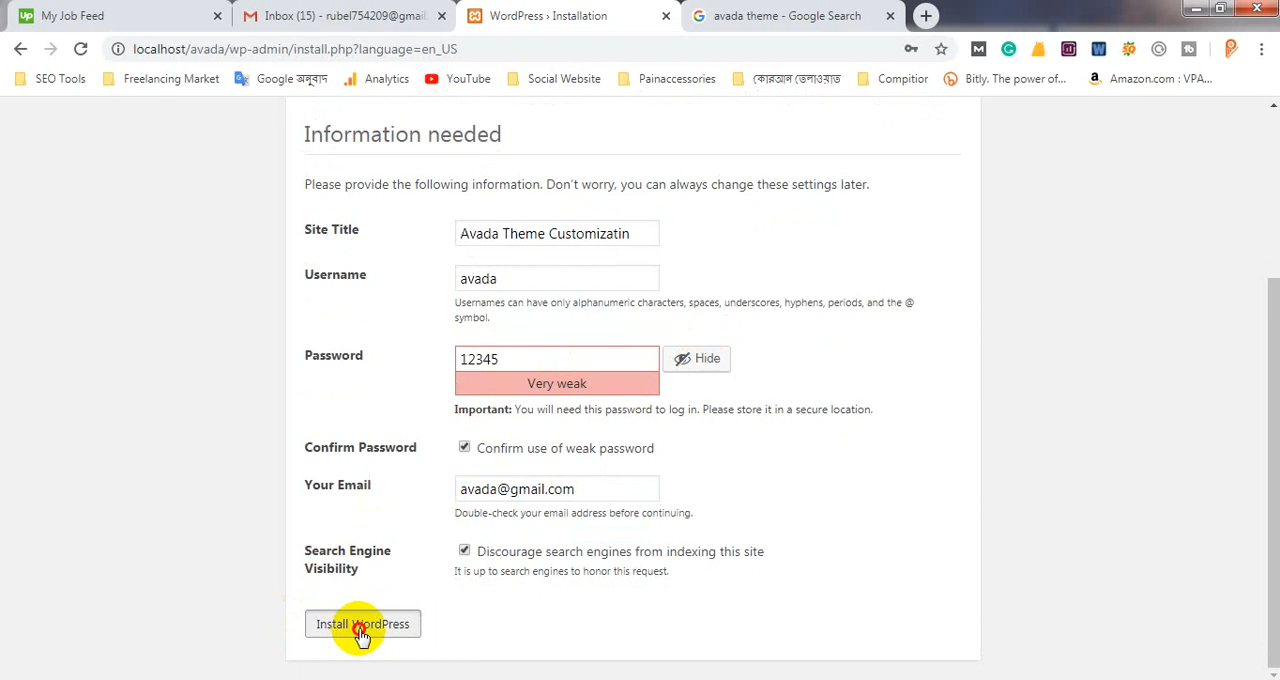 My Job Feed
Inbox (15) - rubel754209@gmail.
WordPress › Installation
avada theme - Google Search
localhost/avada/wp-admin/install.php?language=en_US
SEO Tools
Freelancing Market
Google অনুবাদ
Analytics
YouTube
Social Website
Painaccessories
কোরআন তেলাওয়াত
Compitior
Bitly. The power of...
Amazon.com : VPA...
Information needed
Please provide the following information. Don't worry, you can always change these settings later.
Site Title
Avada Theme Customizatin
Username
avada
Usernames can have only alphanumeric characters, spaces, underscores, hyphens, periods, and the @
symbol.
Password
12345
Hide
Very weak
Important: You will need this password to log in. Please store it in a secure location.
Confirm Password
Confirm use of weak password
Your Email
avada@gmail.com
Double-check your email address before continuing.
Search Engine
Visibility
Discourage search engines from indexing this site
It is up to search engines to honor this request.
Install WordPress